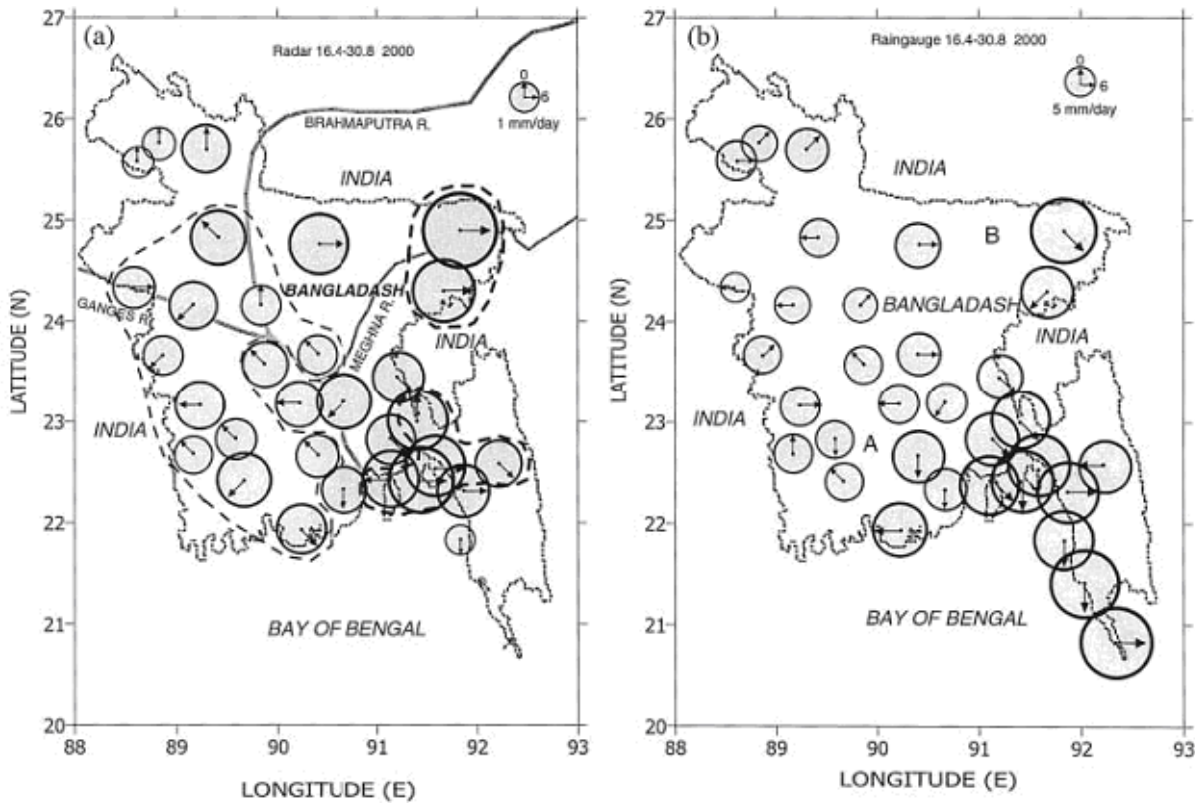 (a)
Radar 16.4-30.8 2000
0
6
1 mm/day
BRAHMAPUTRA R.
INDIA
BANGLADASH
GANGES R.
MEGHNA R.
INDIA
INDIA
BAY OF BENGAL
27
26
25
24
23
22
21
20
LATITUDE (N)
88 89 90 91 92 93
LONGITUDE (E)
(b)
Raingauge 16.4-30.8 2000
0
6
5 mm/day
INDIA
B
BANGLADASH
INDIA
INDIA
A
BAY OF BENGAL
27
26
25
24
23
22
21
20
LATITUDE (N)
88 89 90 91 92 93
LONGITUDE (E)